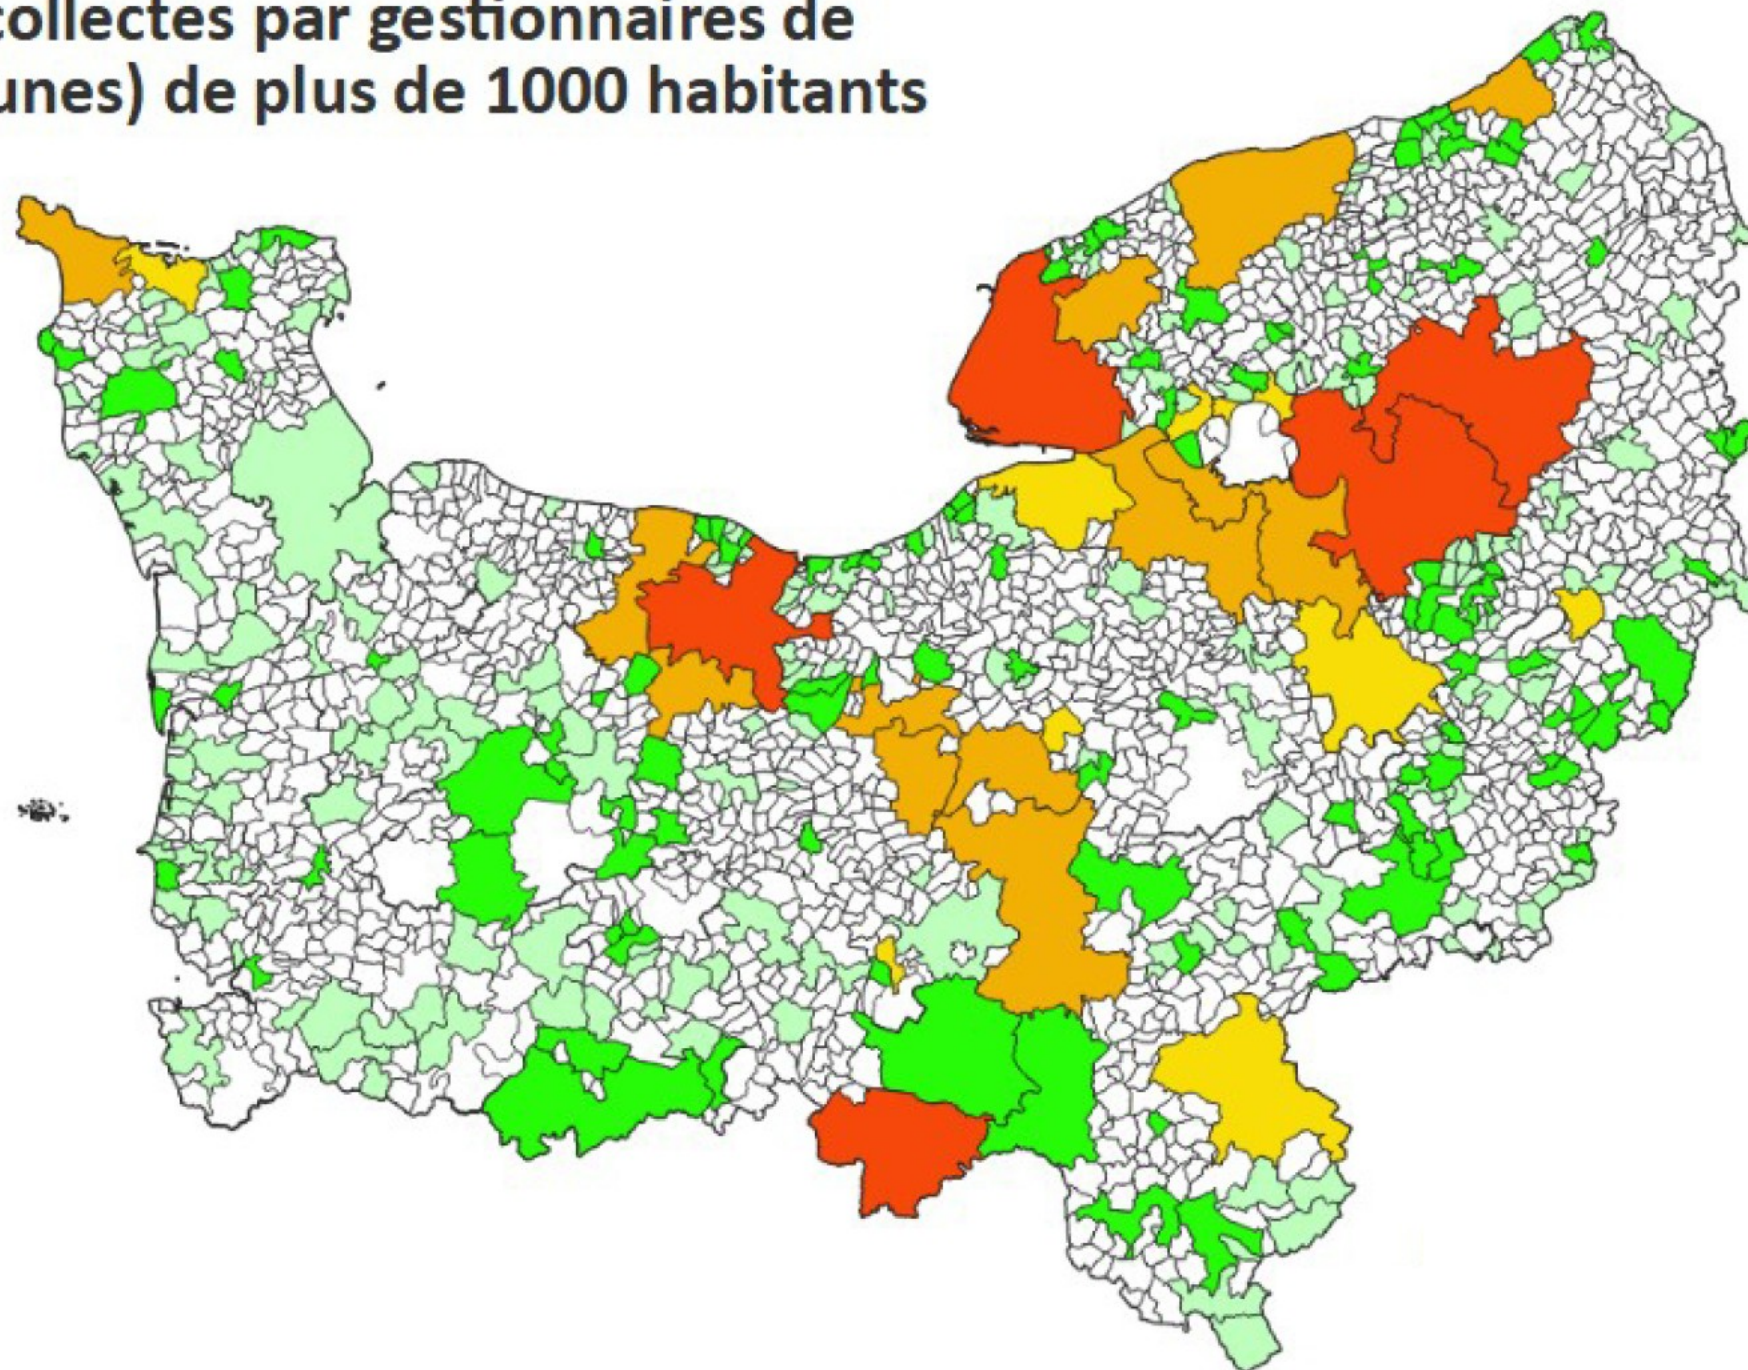 collectes par gestionnaires de
unes) de plus de 1000 habitants